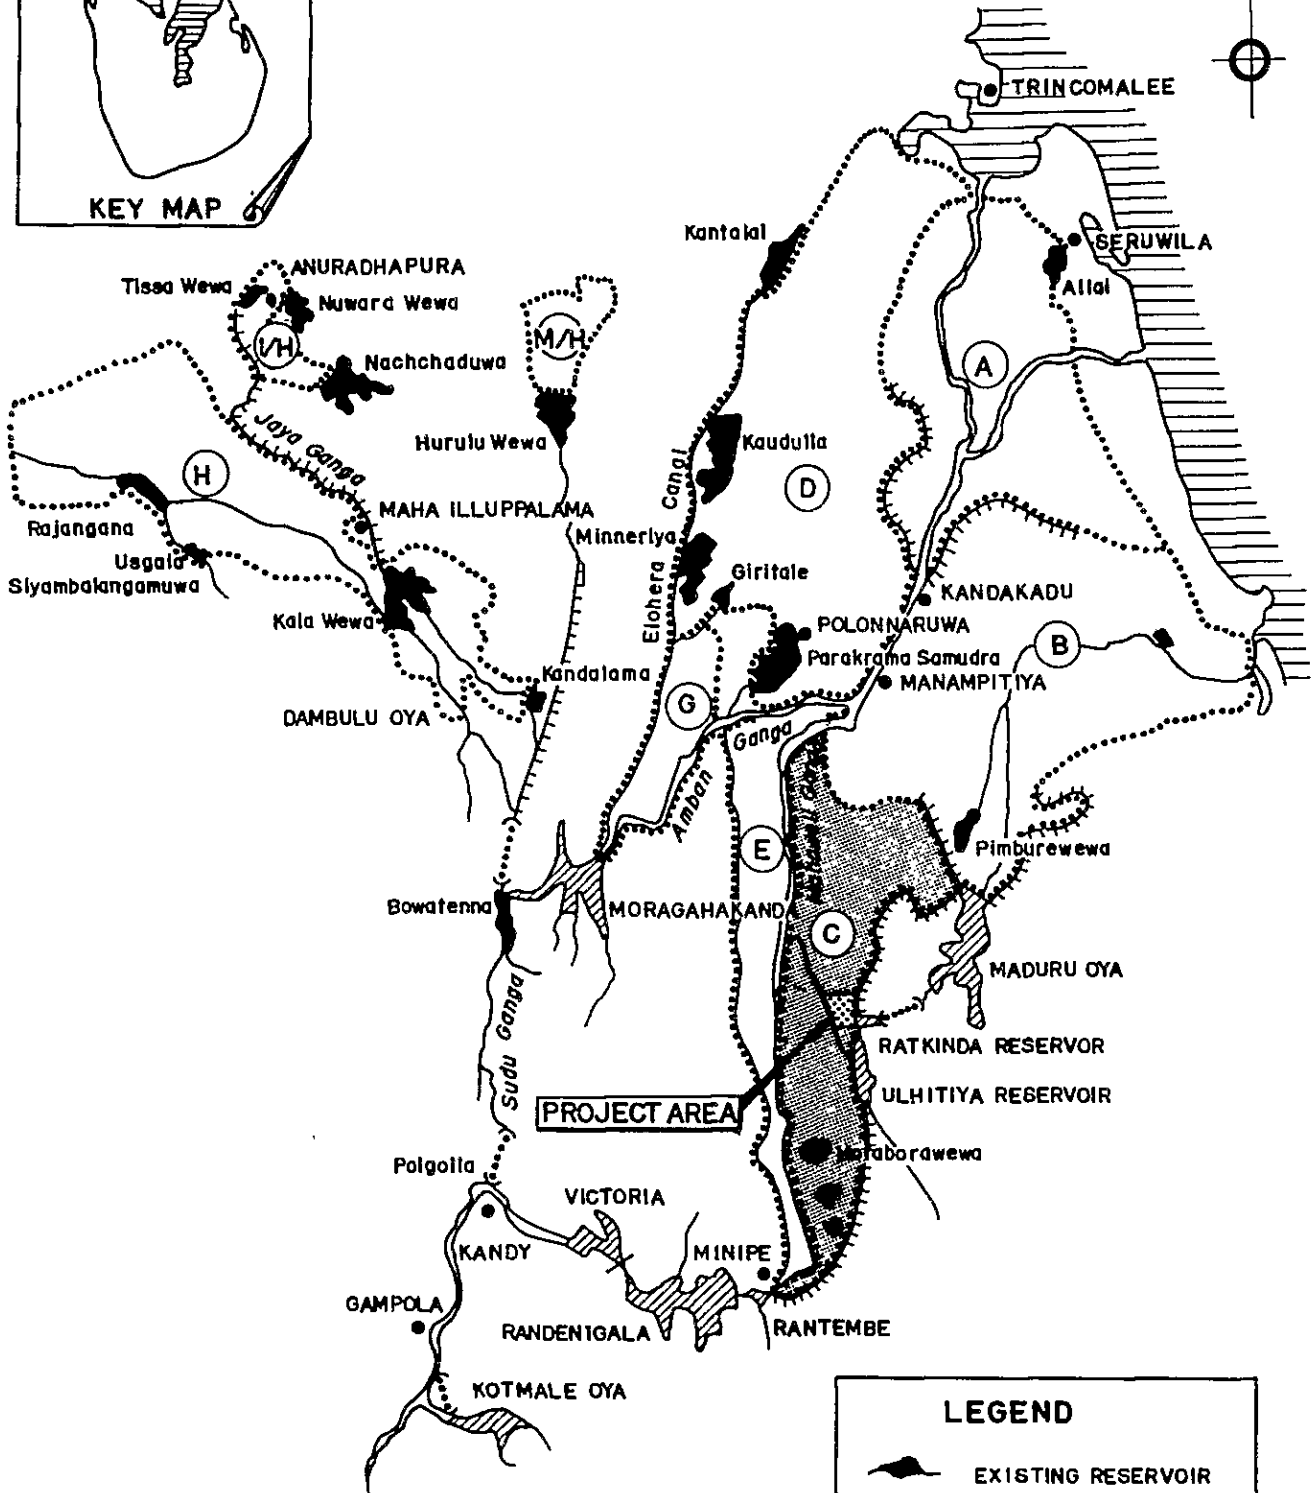 KEY MAP
TRINCOMALEE
Kantalai
SERUWILA
Allai
ANURADHAPURA
Tissa Wewa
Nuwara Wewa
I/H
M/H
Nachchaduwa
A
Jaya Ganga
Hurulu Wewa
Kaudulla
Elahera Canal
H
D
MAHA ILLUPPALAMA
Rajangana
Minneriya
Usgala
Siyambalangamuwa
Giritale
KANDAKADU
Kala Wewa
POLONNARUWA
B
Parakrama Samudra
Kandalama
MANAMPITIYA
G
DAMBULU OYA
Amban Ganga
E
Pimburewewa
Bowatenna
MORAGAHAKANDA
C
MADURU OYA
Sudu Ganga
RATKINDA RESERVOR
ULHITIYA RESERVOIR
PROJECT AREA
Polgolla
VICTORIA
KANDY
MINIPE
GAMPOLA
RANDENIGALA
RANTEMBE
KOTMALE OYA
LEGEND
EXISTING RESERVOIR